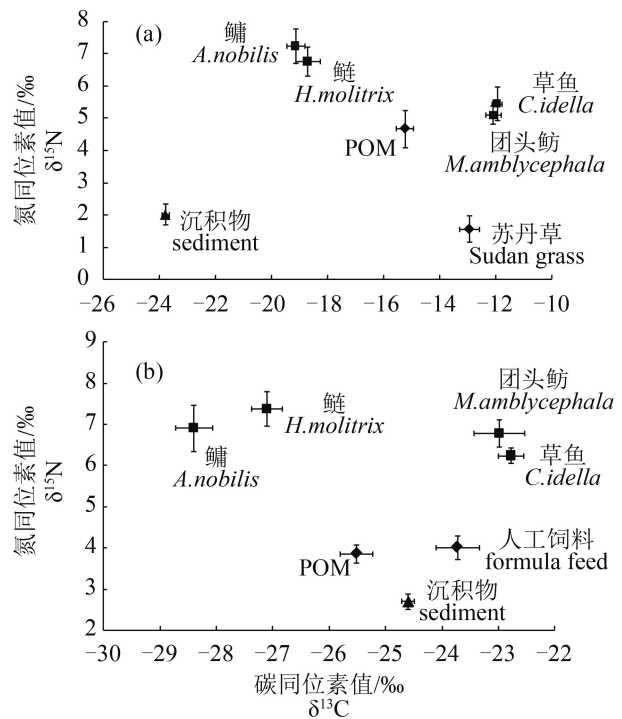 (a)
氮同位素值/‰
δ¹⁵N
8
7
6
5
4
3
2
1
0
鳙
A.nobilis
鲢
H.molitrix
草鱼
C.idella
POM
团头鲂
M.amblycephala
沉积物
sediment
苏丹草
Sudan grass
−26 −24 −22 −20 −18 −16 −14 −12 −10
(b)
氮同位素值/‰
δ¹⁵N
9
8
7
6
5
4
3
2
团头鲂
M.amblycephala
鲢
H.molitrix
鳙
A.nobilis
草鱼
C.idella
POM
人工饲料
formula feed
沉积物
sediment
−30 −29 −28 −27 −26 −25 −24 −23 −22
碳同位素值/‰
δ¹³C